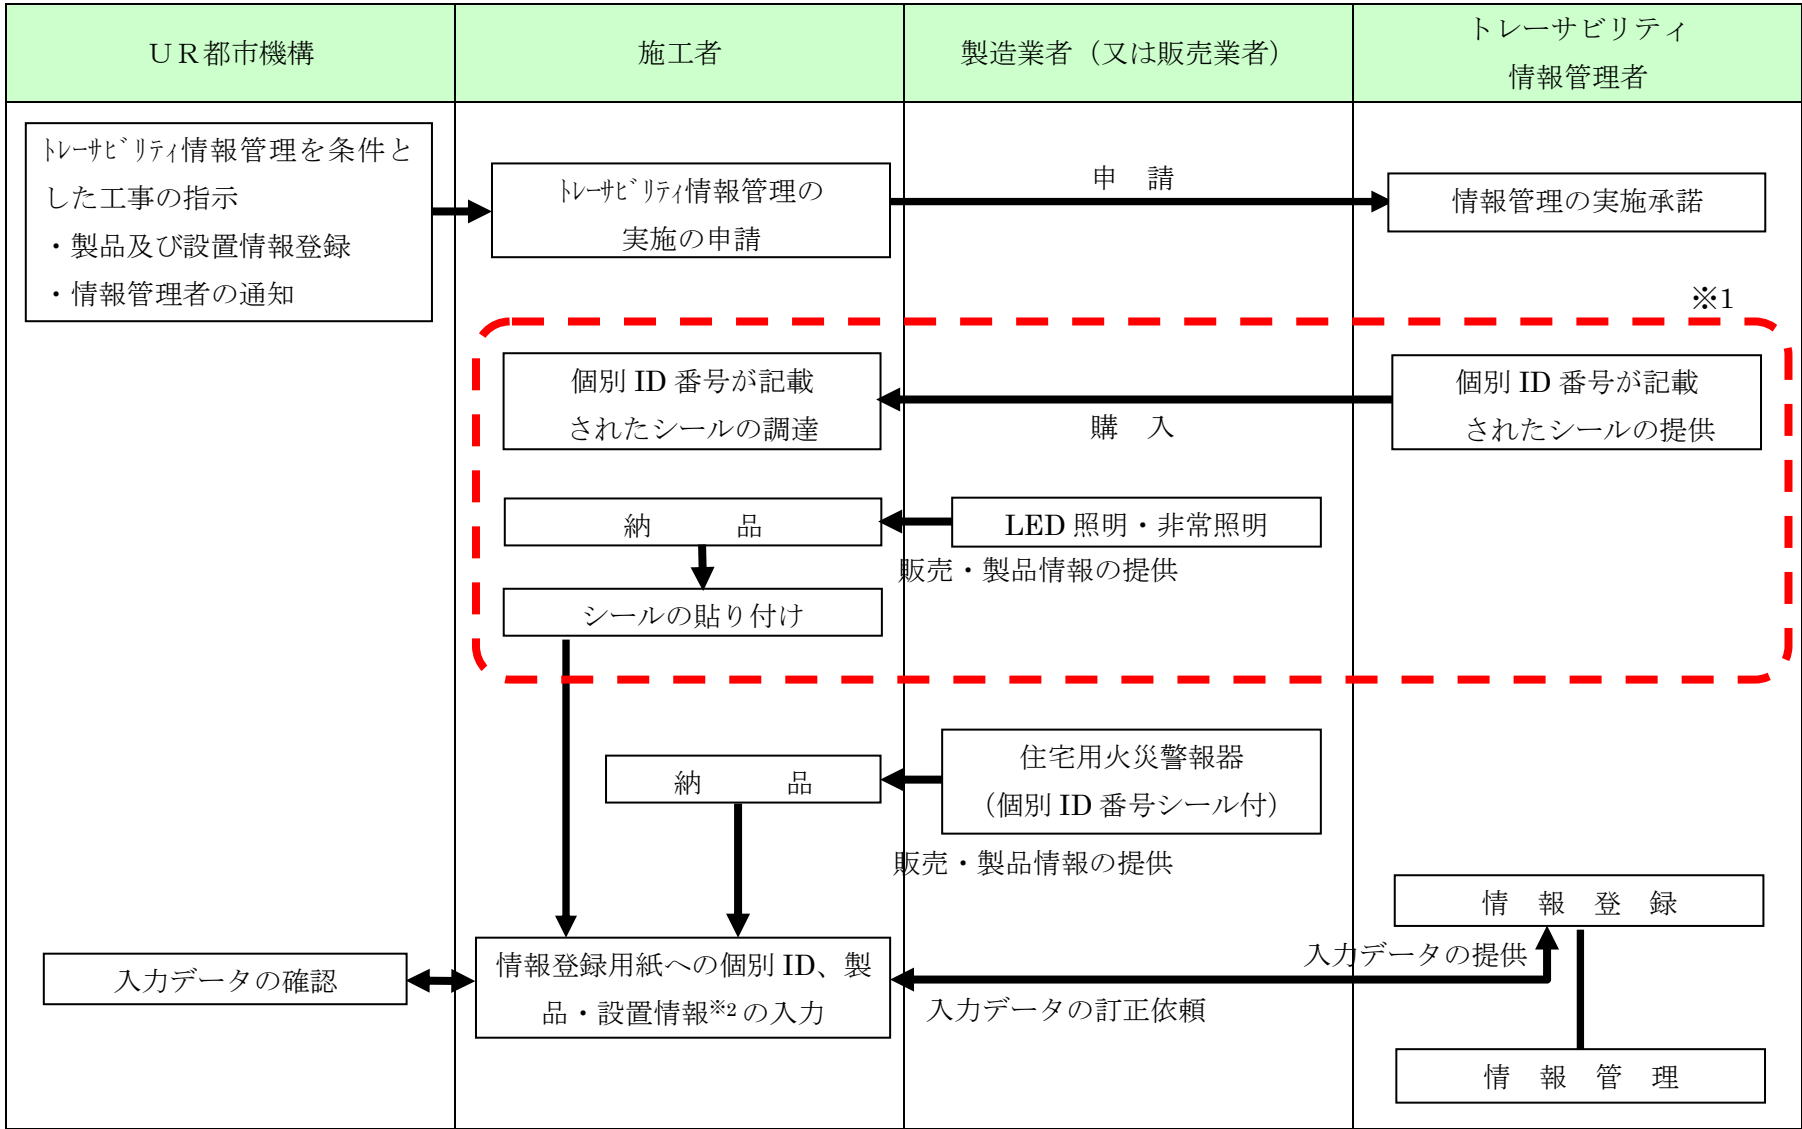 ＵＲ都市機構
施工者
製造業者（又は販売業者）
トレーサビリティ
情報管理者
ﾄﾚｰｻﾋﾞﾘﾃｨ情報管理を条件と
した工事の指示
・製品及び設置情報登録
・情報管理者の通知
ﾄﾚｰｻﾋﾞﾘﾃｨ情報管理の
実施の申請
申　請
情報管理の実施承諾
※1
個別 ID 番号が記載
されたシールの調達
購　入
個別 ID 番号が記載
されたシールの提供
納　　　品
LED 照明・非常照明
販売・製品情報の提供
シールの貼り付け
納　　　品
住宅用火災警報器
（個別 ID 番号シール付）
販売・製品情報の提供
情　報　登　録
入力データの提供
入力データの確認
情報登録用紙への個別 ID、製
品・設置情報※2 の入力
入力データの訂正依頼
情　報　管　理